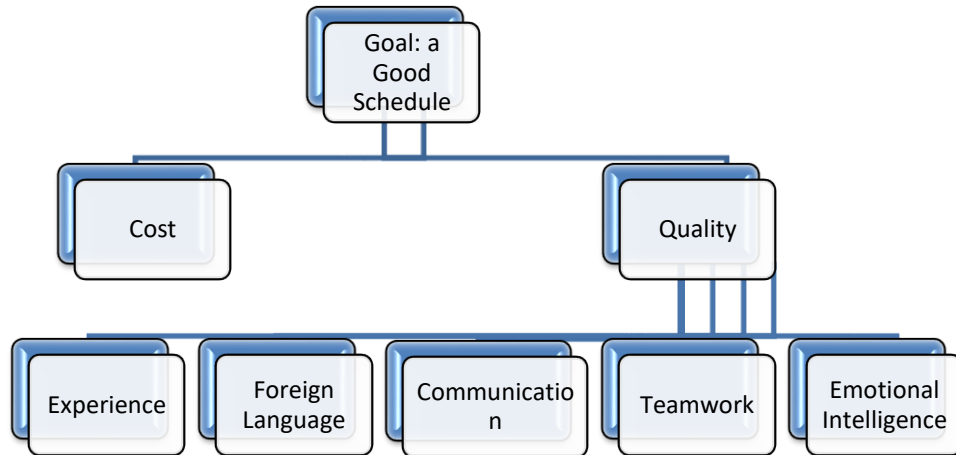 Goal: a
Good
Schedule
Cost
Quality
Experience
Foreign
Language
Communicatio
n
Teamwork
Emotional
Intelligence